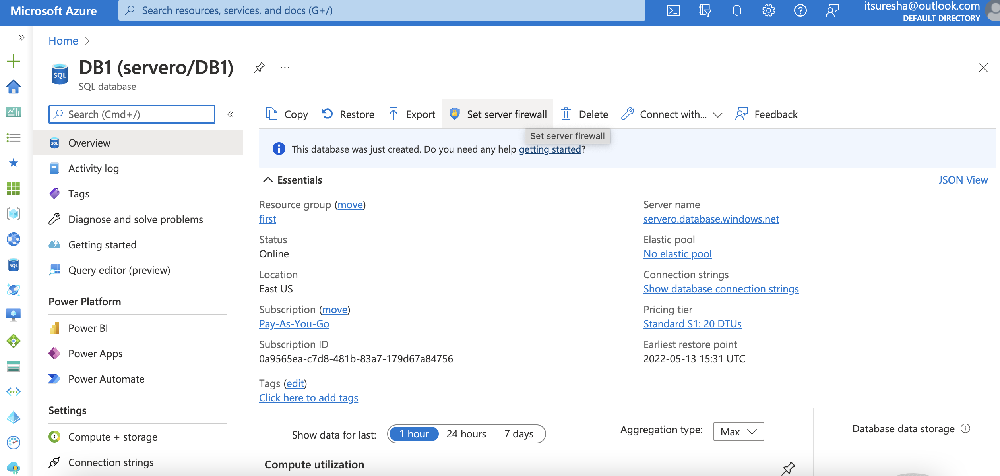 Microsoft Azure
Search resources, services, and docs (G+/)
itsuresha@outlook.com
DEFAULT DIRECTORY
Home
DB1 (servero/DB1)
SQL
SQL database
Search (Cmd+/)
Copy
Restore
Export
Set server firewall
Delete
Connect with...
Feedback
Set server firewall
This database was just created. Do you need any help getting started?
SQL
Overview
Activity log
Tags
Diagnose and solve problems
Getting started
Query editor (preview)
Power Platform
Power BI
Power Apps
Power Automate
Settings
Compute + storage
Connection strings
SQL
Essentials
JSON View
Resource group (move)
first
Status
Online
Location
East US
Subscription (move)
Pay-As-You-Go
Subscription ID
0a9565ea-c7d8-481b-83a7-179d67a84756
Tags (edit)
Click here to add tags
Server name
servero.database.windows.net
Elastic pool
No elastic pool
Connection strings
Show database connection strings
Pricing tier
Standard S1: 20 DTUs
Earliest restore point
2022-05-13 15:31 UTC
Show data for last:
1 hour
24 hours
7 days
Aggregation type:
Max
Database data storage
Compute utilization